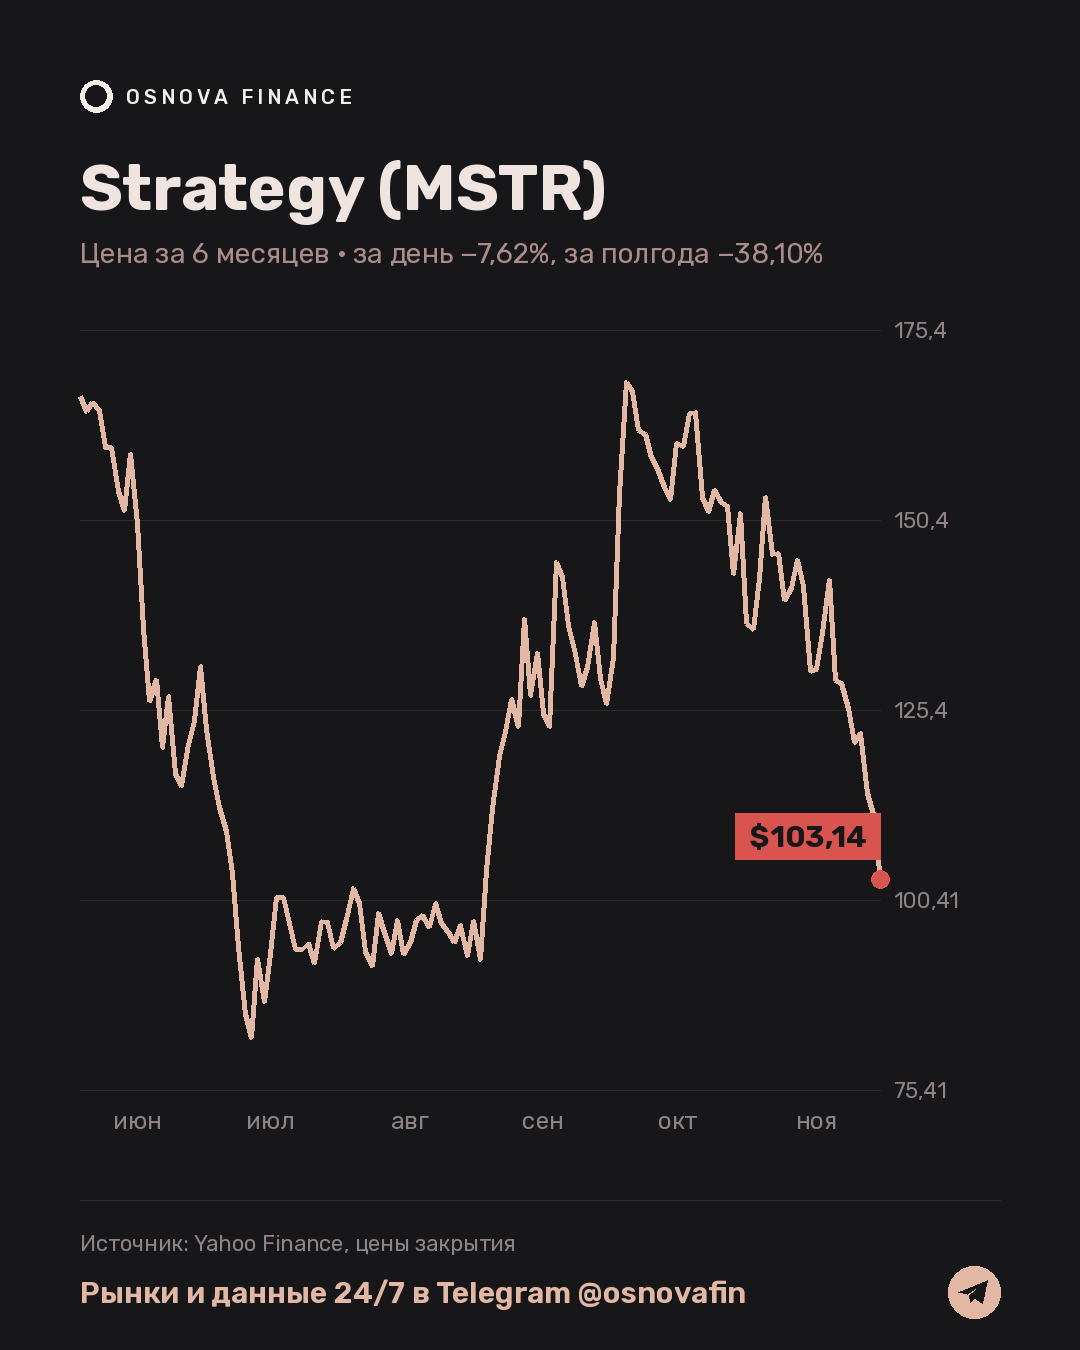 OSNOVA FINANCE
Strategy (MSTR)
Цена за 6 месяцев • за день −7,62%, за полгода −38,10%
175,4
150,4
125,4
$103,14
100,41
75,41
июн июл авг сен окт ноя
Источник: Yahoo Finance, цены закрытия
Рынки и данные 24/7 в Telegram @osnovafin